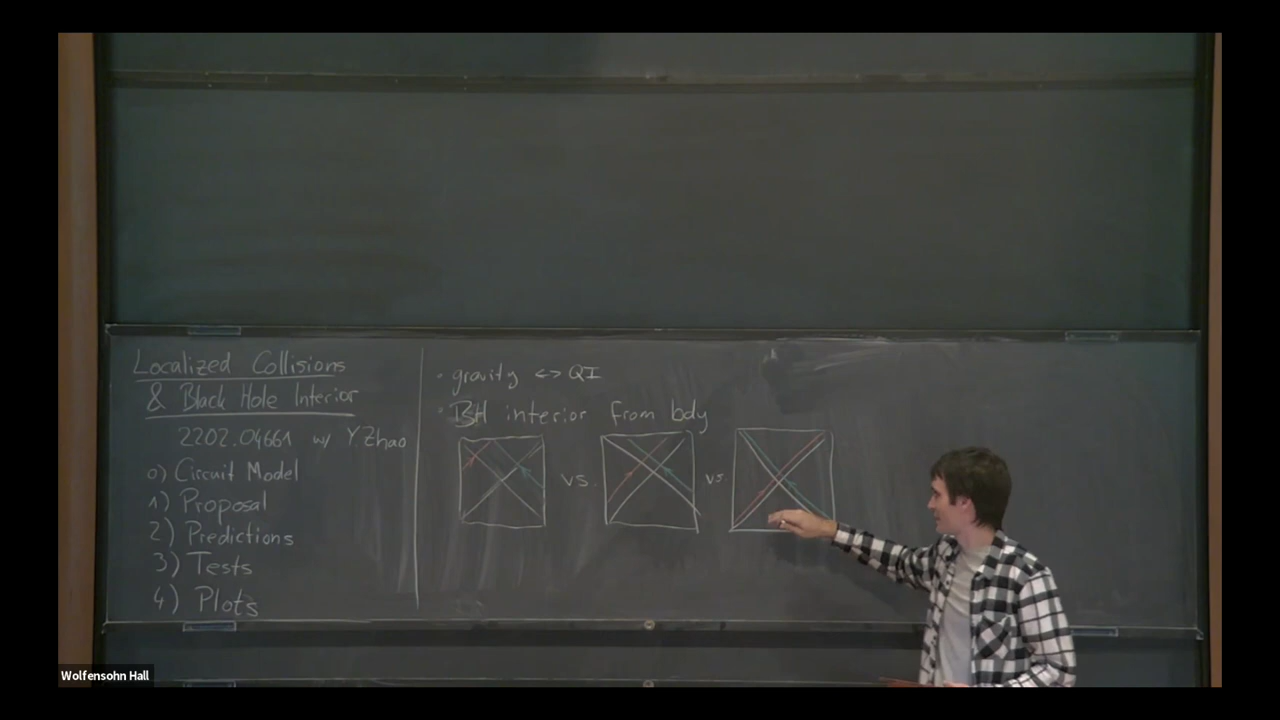 Localized Collisions
& Black Hole Interior
2202.04661 w/ Y.Zhao
0) Circuit Model
1) Proposal
2) Predictions
3) Tests
4) Plots
• gravity <-> QI
• BH interior from bdy
vs. vs.
Wolfensohn Hall